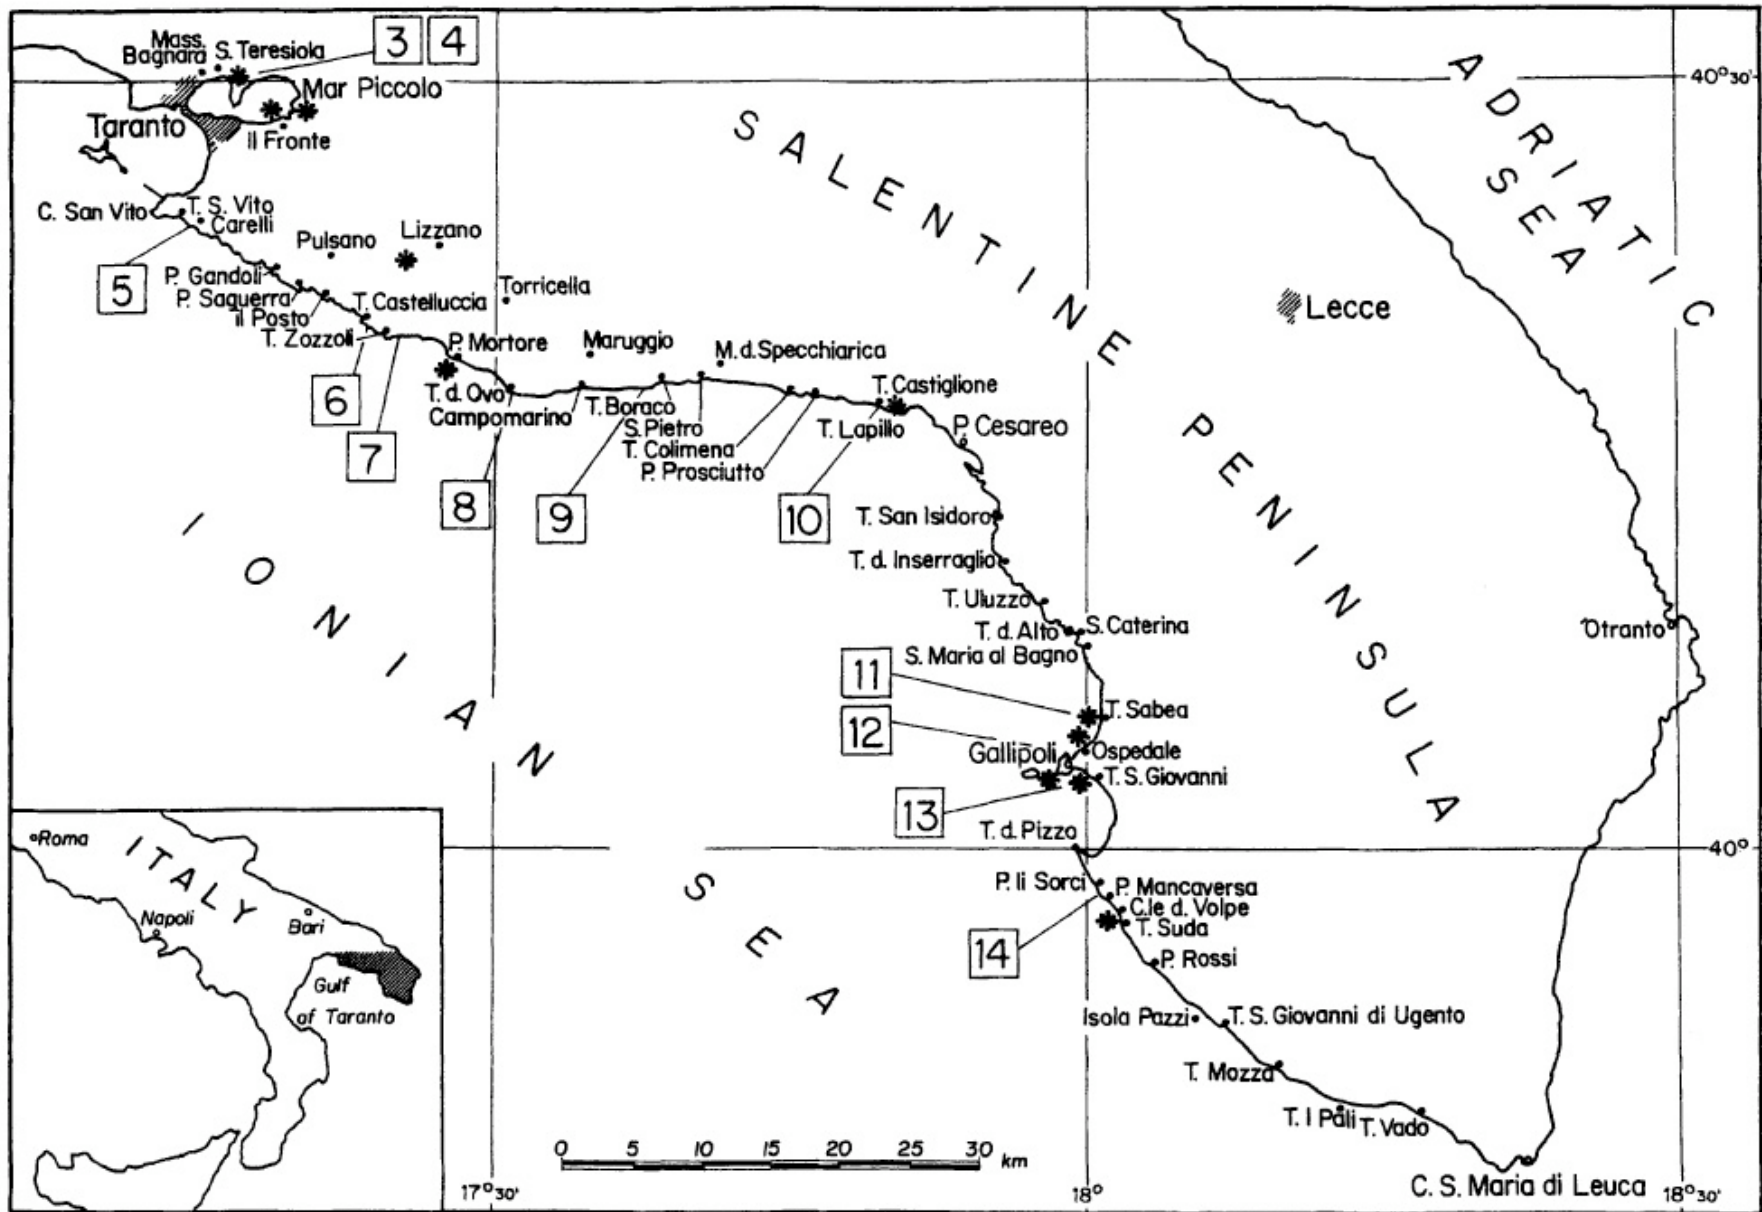 Mass.
Bagnara
S. Teresiola
3
4
Mar Piccolo
Taranto
il Fronte
40°30'
ADRIATIC
SEA
SALENTINE PENINSULA
C. San Vito
T. S. Vito
Carelli
Pulsano
Lizzano
5
P. Gandoli
P. Saguerra
il Posto
T. Castelluccia
Torricella
T. Zozzoli
6
7
P. Mortore
Maruggio
M. d. Specchiarica
Lecce
T. d. Ovo
Campomarino
T. Boraco
S. Pietro
T. Colimena
P. Prosciutto
T. Lapillo
T. Castiglione
P. Cesareo
8
9
10
T. San Isidoro
T. d. Inserraglio
T. Uluzzo
T. d. Alto
S. Caterina
S. Maria al Bagno
Otranto
IONIAN
SEA
11
T. Sabea
12
Gallipoli
Ospedale
T. S. Giovanni
13
T. d. Pizzo
40°
P. li Sorci
P. Mancaversa
C.le d. Volpe
T. Suda
14
P. Rossi
Isola Pazzi
T. S. Giovanni di Ugento
T. Mozza
T. I Pali
T. Vado
C. S. Maria di Leuca
Roma
ITALY
Napoli
Bari
Gulf
of Taranto
0 5 10 15 20 25 30 km
17°30'
18°
18°30'